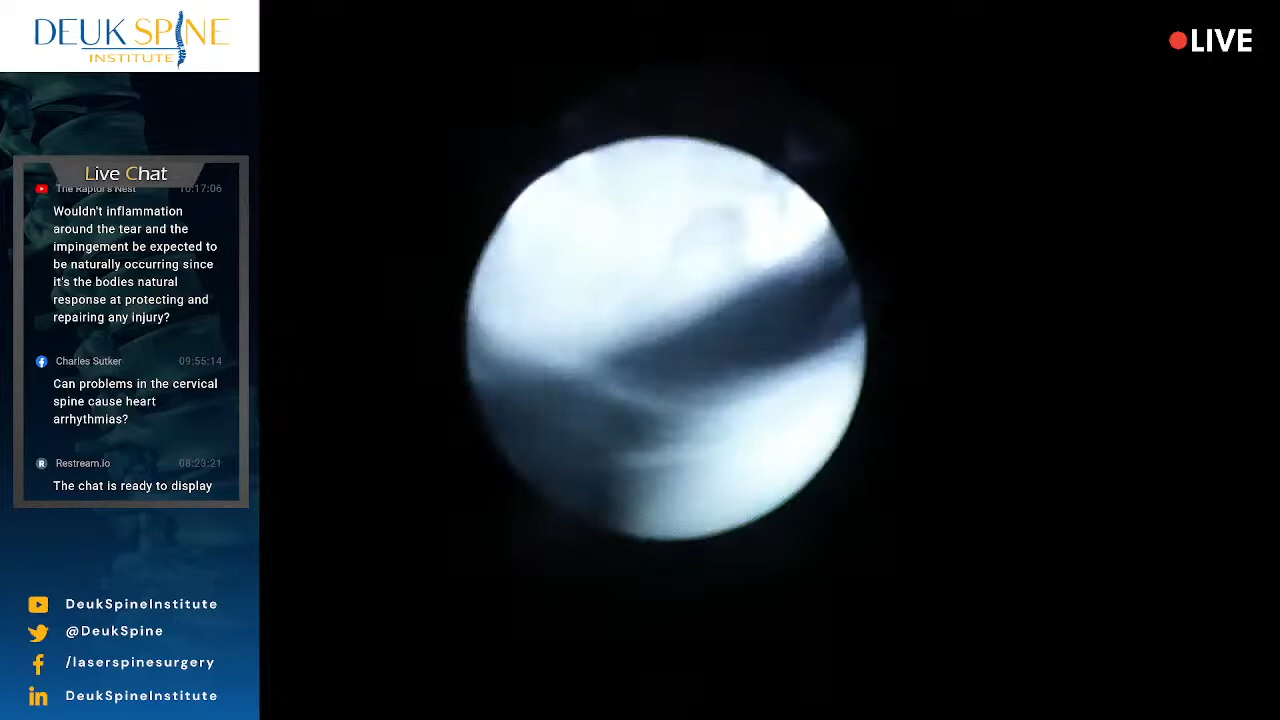 DEUK SPINE
INSTITUTE
LIVE
Live Chat
The Raptor's Nest 10:17:06
Wouldn't inflammation
around the tear and the
impingement be expected to
be naturally occurring since
it's the bodies natural
response at protecting and
repairing any injury?
Charles Sutker 09:55:14
Can problems in the cervical
spine cause heart
arrhythmias?
R Restream.io 08:23:21
The chat is ready to display
DeukSpineInstitute
@DeukSpine
/laserspinesurgery
DeukSpineInstitute